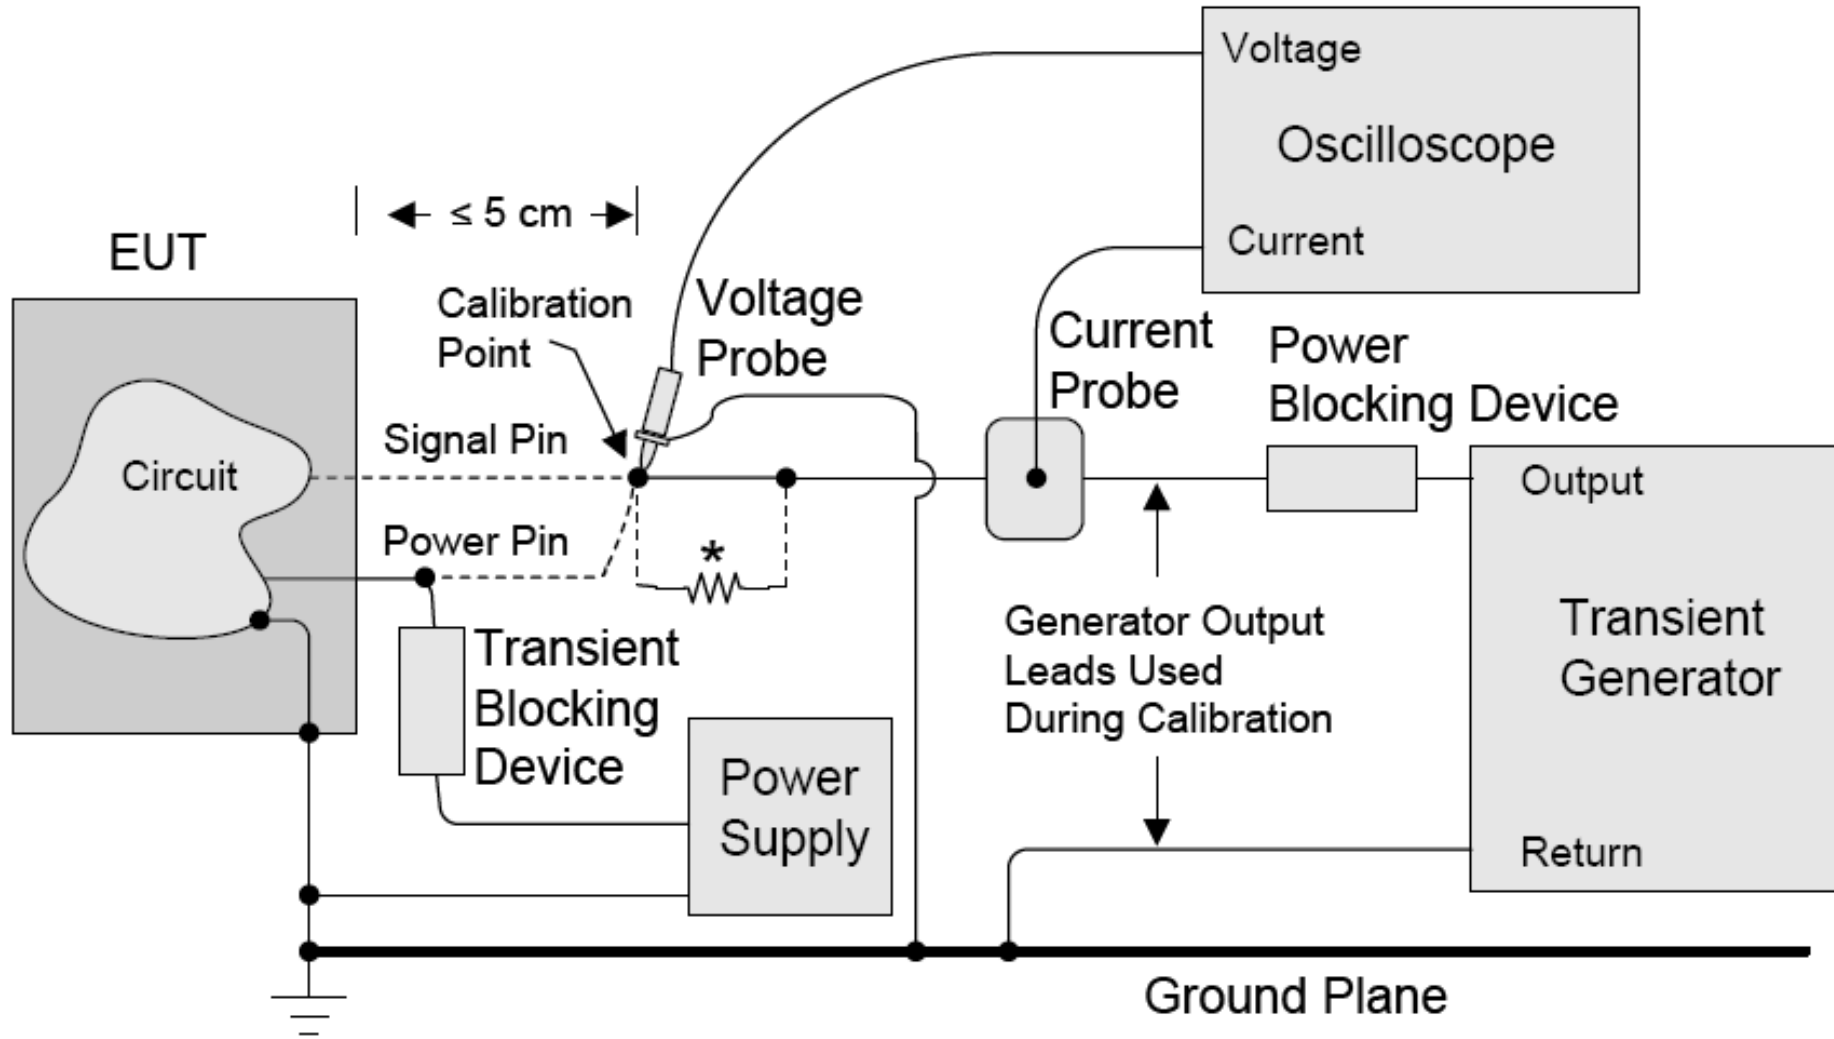 Voltage
Oscilloscope
Current
≤ 5 cm
EUT
Calibration
Point
Voltage
Probe
Current
Probe
Power
Blocking Device
Signal Pin
Circuit
Output
Power Pin
*
Generator Output
Leads Used
During Calibration
Transient
Generator
Transient
Blocking
Device
Power
Supply
Return
Ground Plane